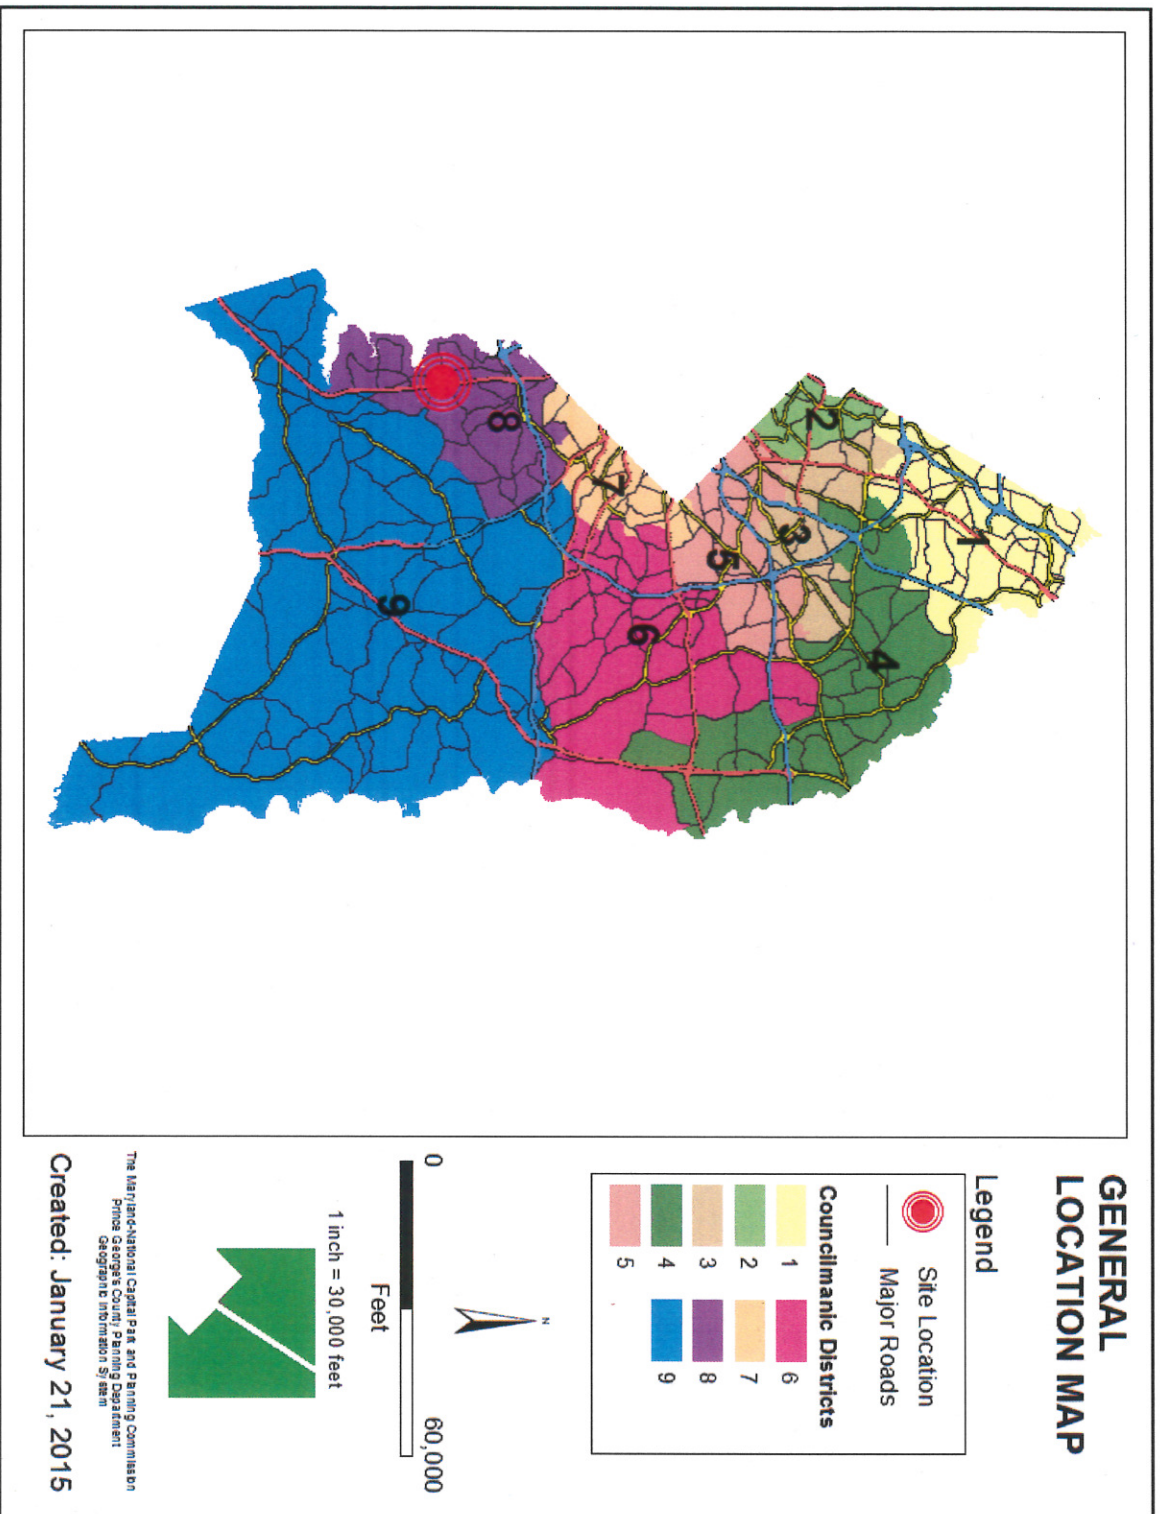 GENERAL
LOCATION MAP
Legend
Site Location
Major Roads
Councilmanic Districts
1
2
3
4
5
6
7
8
9
N
0
60,000
Feet
1 inch = 30,000 feet
The Maryland-National Capital Park and Planning Commission
Prince George's County Planning Department
Geographic Information System
Created: January 21, 2015
1
2
3
4
5
6
7
8
9